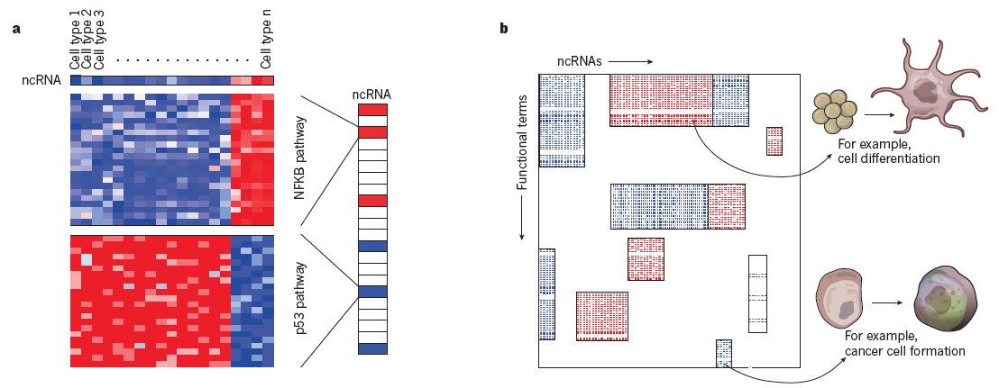 a
Cell type 1
Cell type 2
Cell type 3
Cell type n
ncRNA
NFKB pathway
p53 pathway
ncRNA
b
ncRNAs
Functional terms
For example,
cell differentiation
For example,
cancer cell formation